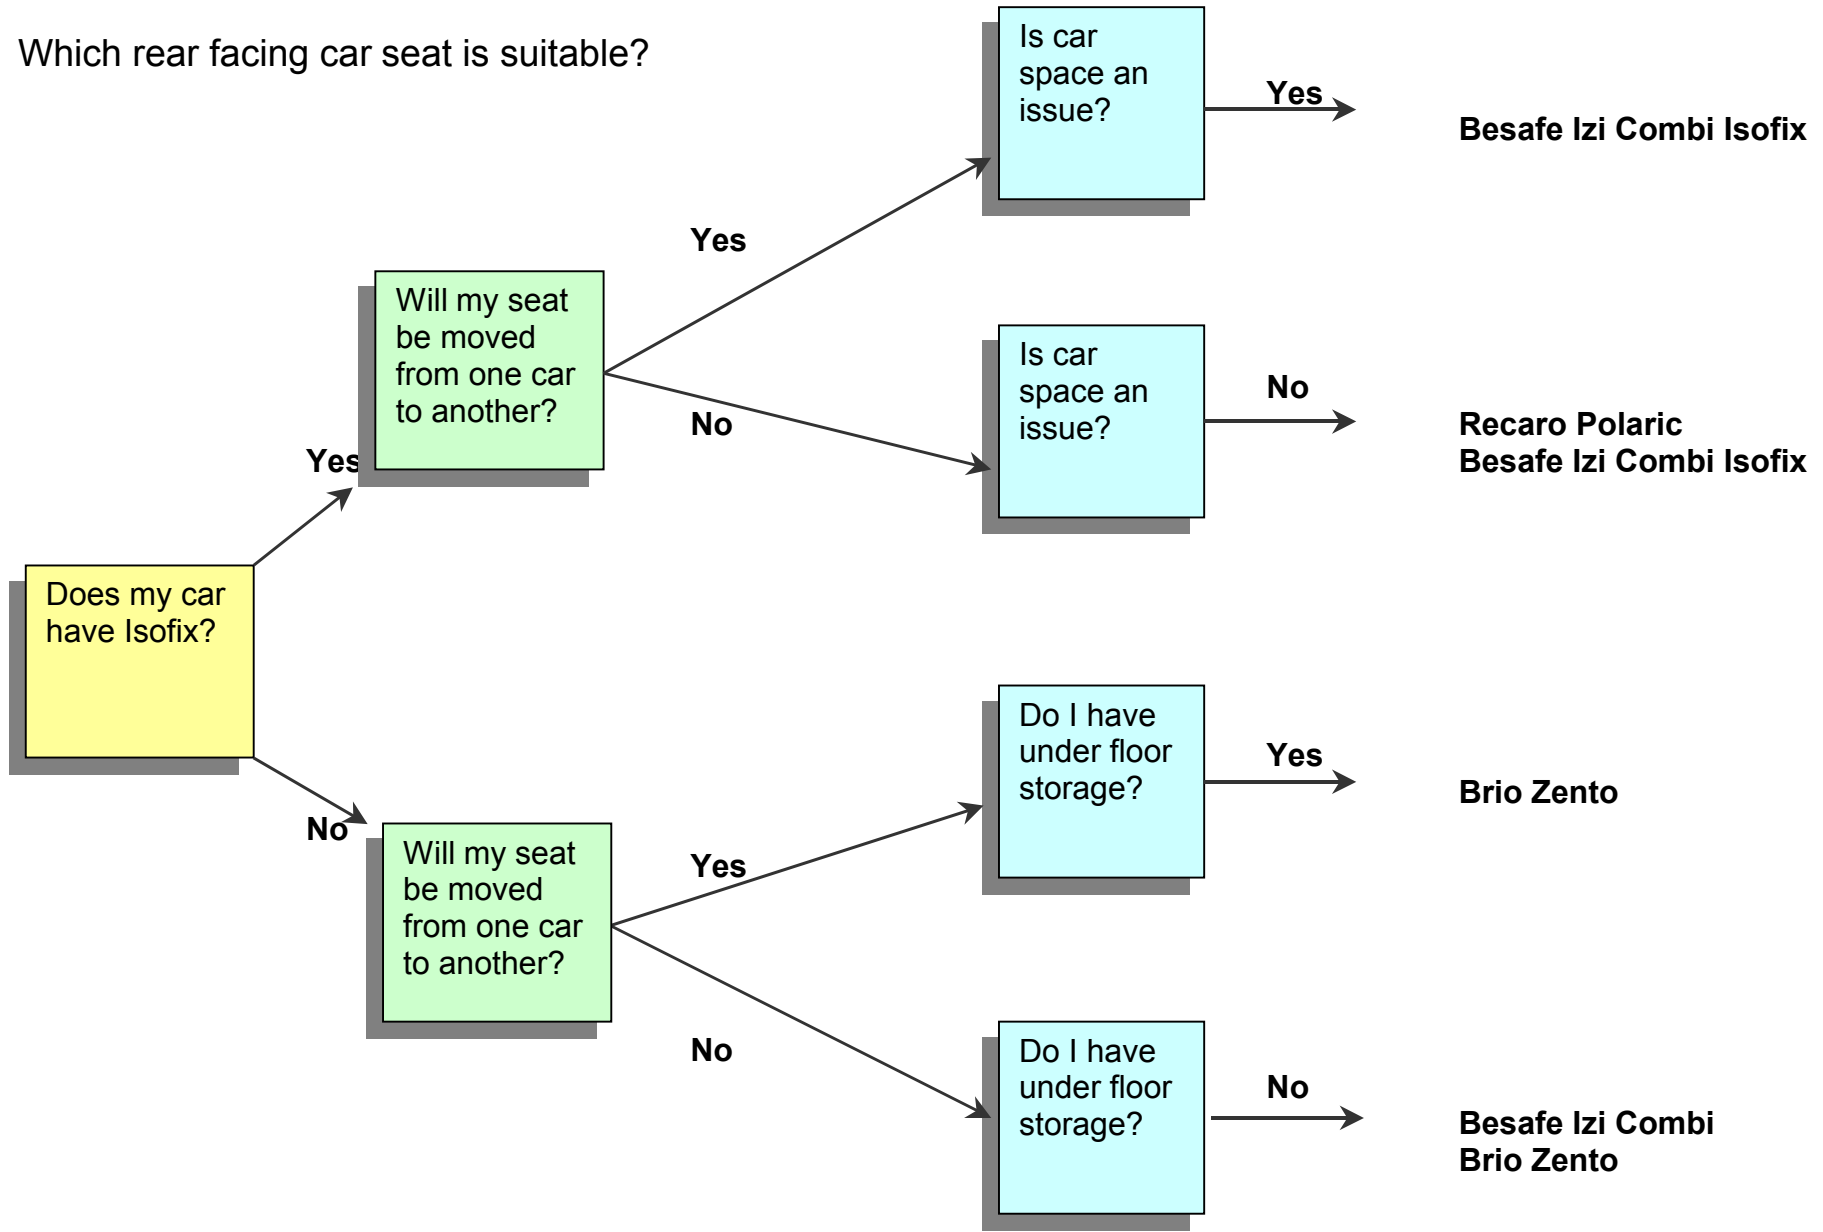 Which rear facing car seat is suitable?
Is car
space an
issue?
Yes
Besafe Izi Combi Isofix
Yes
Will my seat
be moved
from one car
to another?
Is car
space an
issue?
No
No
Recaro Polaric
Besafe Izi Combi Isofix
Yes
Does my car
have Isofix?
Do I have
under floor
storage?
Yes
Brio Zento
No
Will my seat
be moved
from one car
to another?
Yes
No
Do I have
under floor
storage?
No
Besafe Izi Combi
Brio Zento